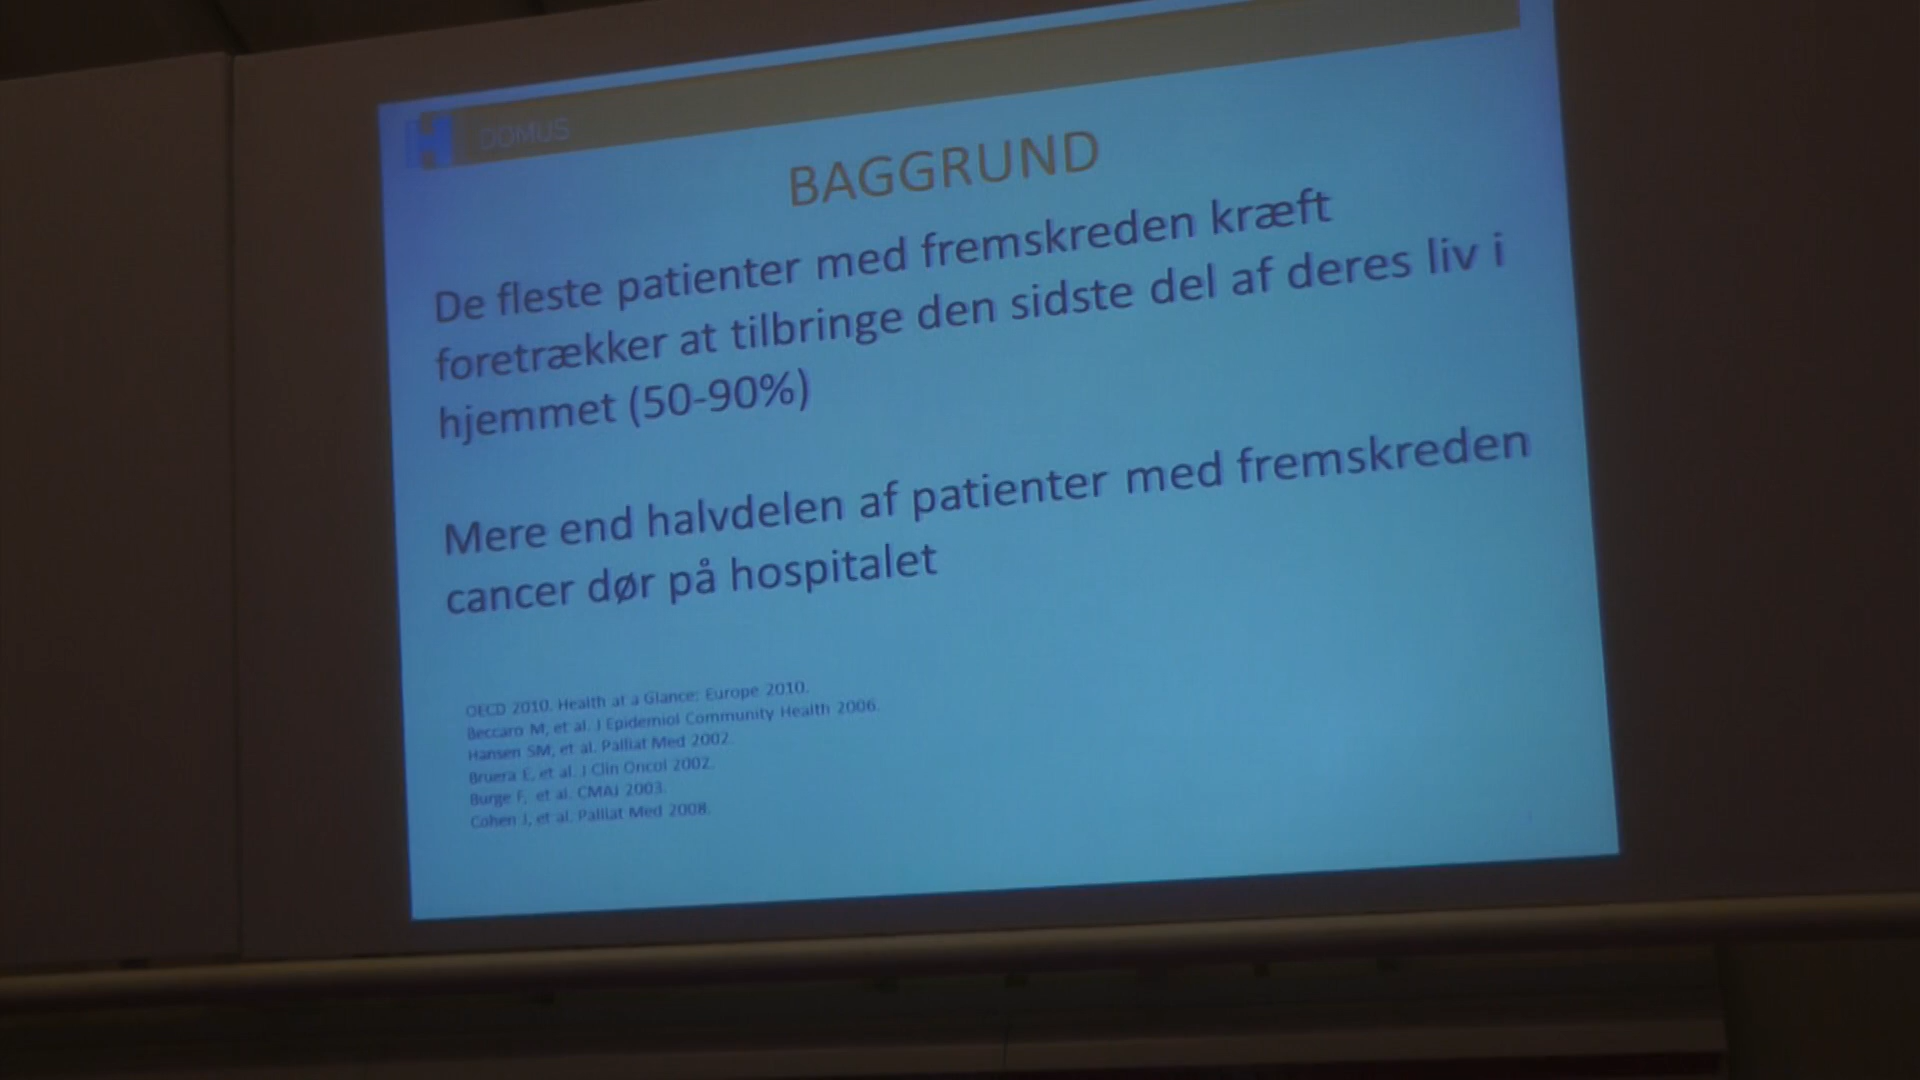 DOMUS
BAGGRUND
De fleste patienter med fremskreden kræft
foretrækker at tilbringe den sidste del af deres liv i
hjemmet (50-90%)
Mere end halvdelen af patienter med fremskreden
cancer dør på hospitalet
OECD 2010. Health at a Glance: Europe 2010.
Beccaro M, et al. J Epidemiol Community Health 2006.
Hansen SM, et al. Palliat Med 2002.
Bruera E, et al. J Clin Oncol 2002.
Burge F, et al. CMAJ 2003.
Cohen J, et al. Palliat Med 2008.